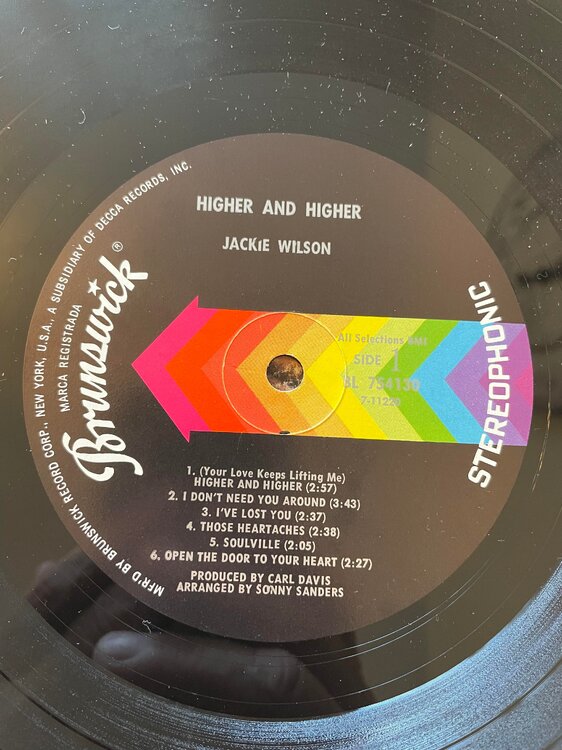 HIGHER AND HIGHER
JACKIE WILSON
Brunswick®
MARCA REGISTRADA
MFR'D BY BRUNSWICK RECORD CORP., NEW YORK, U.S.A., A SUBSIDIARY OF DECCA RECORDS, INC.
All Selections BMI
SIDE 1
BL 754130
7-11220
STEREOPHONIC
1. (Your Love Keeps Lifting Me)
HIGHER AND HIGHER (2:57)
2. I DON'T NEED YOU AROUND (3:43)
3. I'VE LOST YOU (2:37)
4. THOSE HEARTACHES (2:38)
5. SOULVILLE (2:05)
6. OPEN THE DOOR TO YOUR HEART (2:27)
PRODUCED BY CARL DAVIS
ARRANGED BY SONNY SANDERS